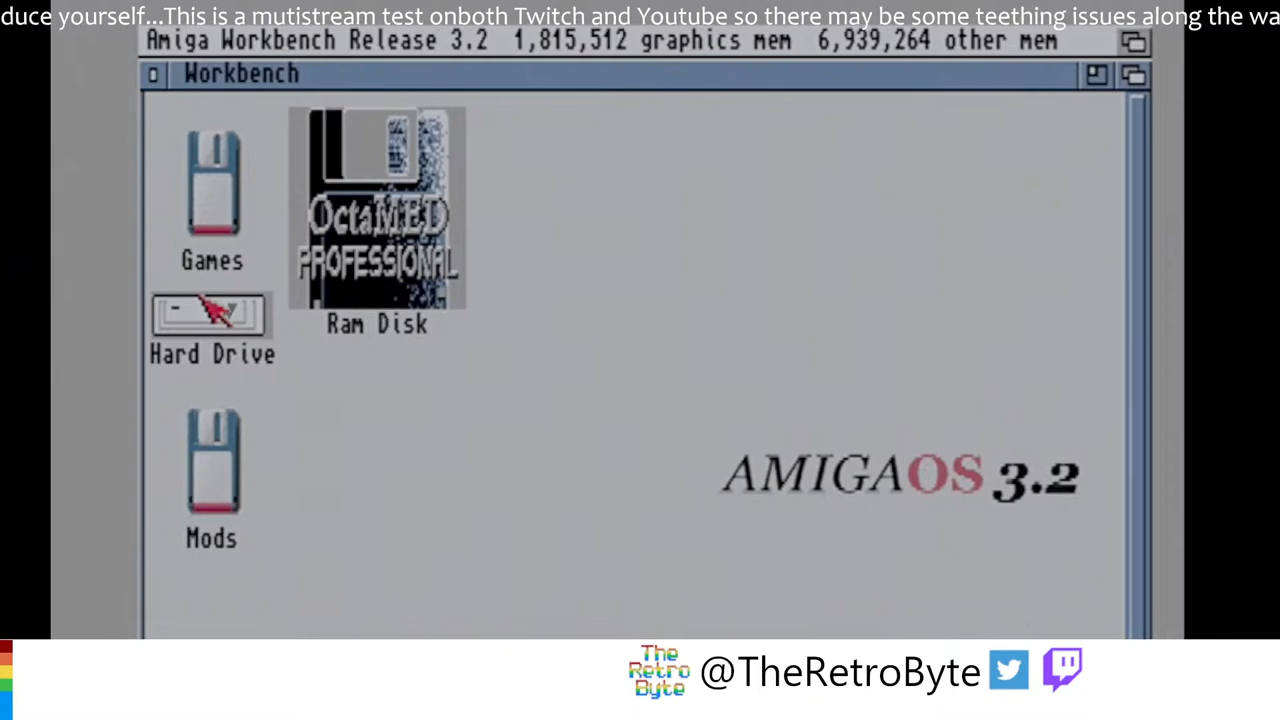 duce yourself...This is a mutistream test onboth Twitch and Youtube so there may be some teething issues along the wa
Amiga Workbench Release 3.2 1,815,512 graphics mem 6,939,264 other mem
Workbench
OctaMED
PROFESSIONAL
Games
Ram Disk
Hard Drive
AMIGAOS 3.2
Mods
The
Retro
Byte
@TheRetroByte